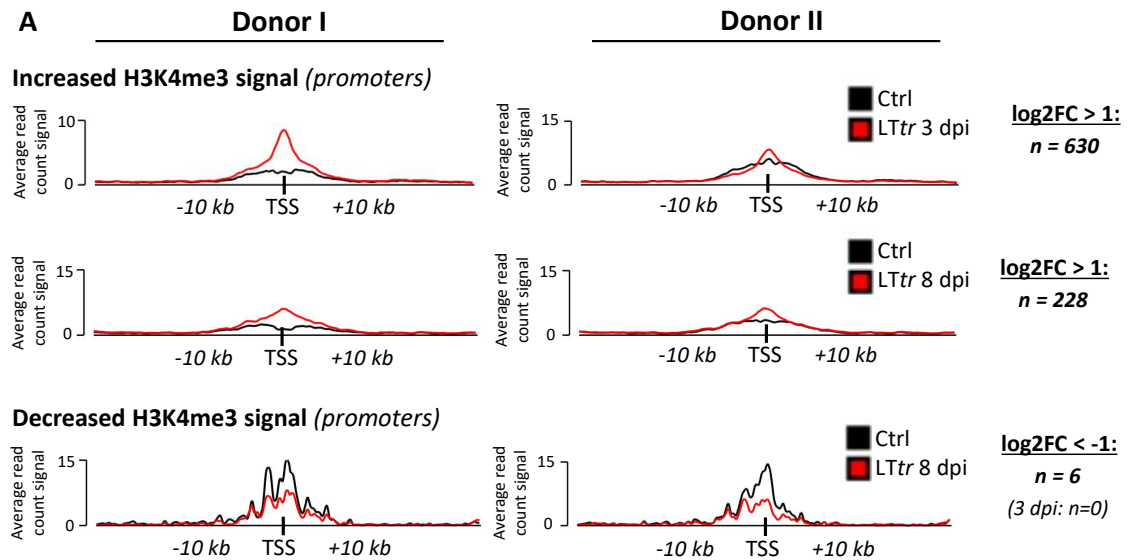 A
Donor I
Donor II
Increased H3K4me3 signal (promoters)
Average read
count signal
10
0
-10 kb TSS +10 kb
Average read
count signal
15
0
-10 kb TSS +10 kb
Ctrl
LTtr 3 dpi
log2FC > 1:
n = 630
Average read
count signal
15
0
-10 kb TSS +10 kb
Average read
count signal
15
0
-10 kb TSS +10 kb
Ctrl
LTtr 8 dpi
log2FC > 1:
n = 228
Decreased H3K4me3 signal (promoters)
Average read
count signal
15
0
-10 kb TSS +10 kb
Average read
count signal
15
0
-10 kb TSS +10 kb
Ctrl
LTtr 8 dpi
log2FC < -1:
n = 6
(3 dpi: n=0)